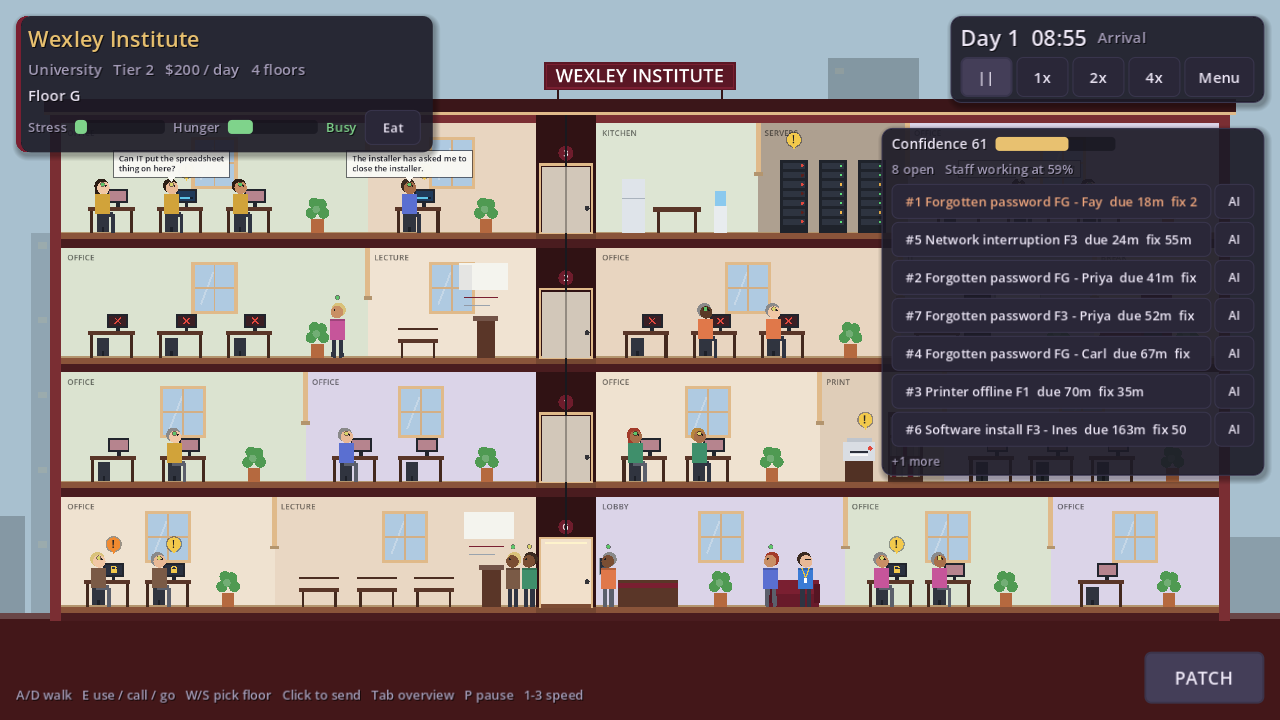 Wexley Institute
University Tier 2 $200 / day 4 floors
Floor G
Stress Hunger Busy Eat
WEXLEY INSTITUTE
Day 1 08:55 Arrival
|| 1x 2x 4x Menu
Confidence 61
8 open Staff working at 59%
#1 Forgotten password FG - Fay due 18m fix 2 AI
#5 Network interruption F3 due 24m fix 55m AI
#2 Forgotten password FG - Priya due 41m fix AI
#7 Forgotten password F3 - Priya due 52m fix AI
#4 Forgotten password FG - Carl due 67m fix AI
#3 Printer offline F1 due 70m fix 35m AI
#6 Software install F3 - Ines due 163m fix 50 AI
+1 more
Can IT put the spreadsheet
thing on here?
The installer has asked me to
close the installer.
KITCHEN
SERVERS
3
OFFICE
LECTURE
2
OFFICE
OFFICE
OFFICE
1
OFFICE
PRINT
OFFICE
LECTURE
G
LOBBY
OFFICE
OFFICE
A/D walk E use / call / go W/S pick floor Click to send Tab overview P pause 1-3 speed
PATCH